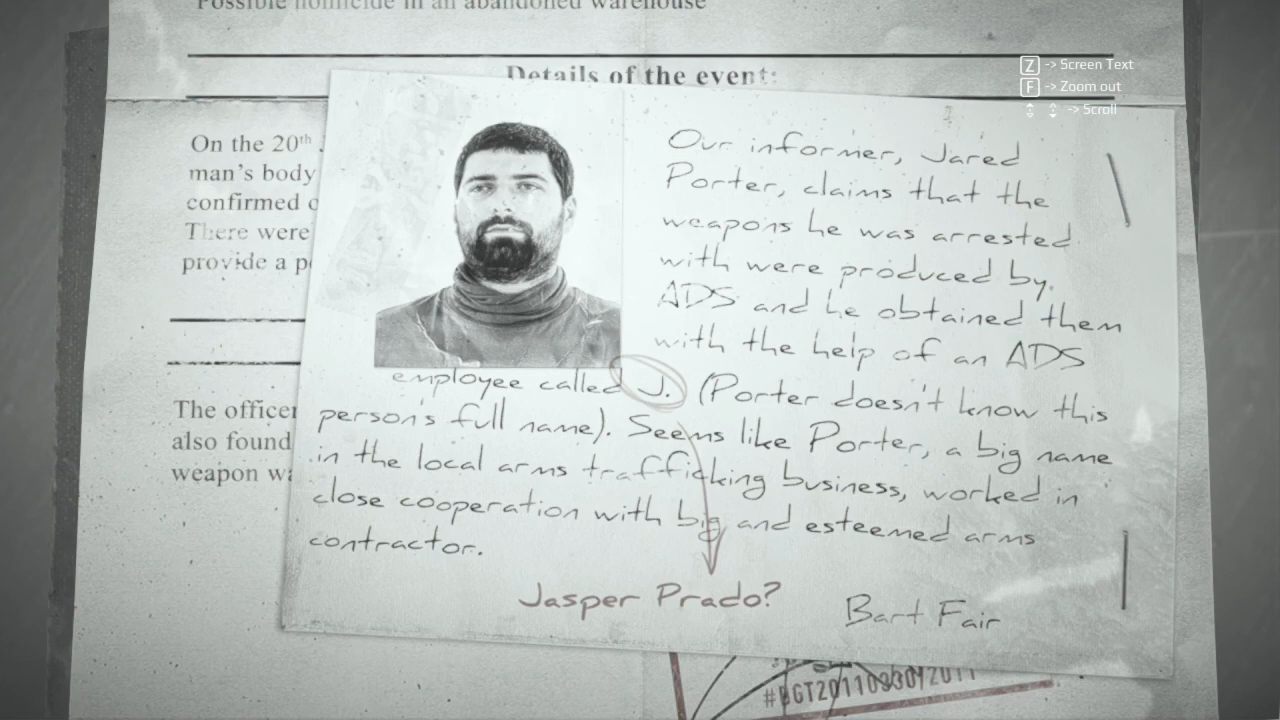 Possible homicide in an abandoned warehouse
Details of the event:
Z -> Screen Text
F -> Zoom out
-> Scroll
On the 20th
man's body
confirmed
There were
provide a
The officer
also found
weapon
Our informer, Jared
Porter, claims that the
weapons he was arrested
with were produced by
ADS and he obtained them
with the help of an ADS
employee called J. (Porter doesn't know this
person's full name). Seems like Porter, a big name
in the local arms trafficking business, worked in
close cooperation with big and esteemed arms
contractor.
Jasper Prado?
Bart Fair